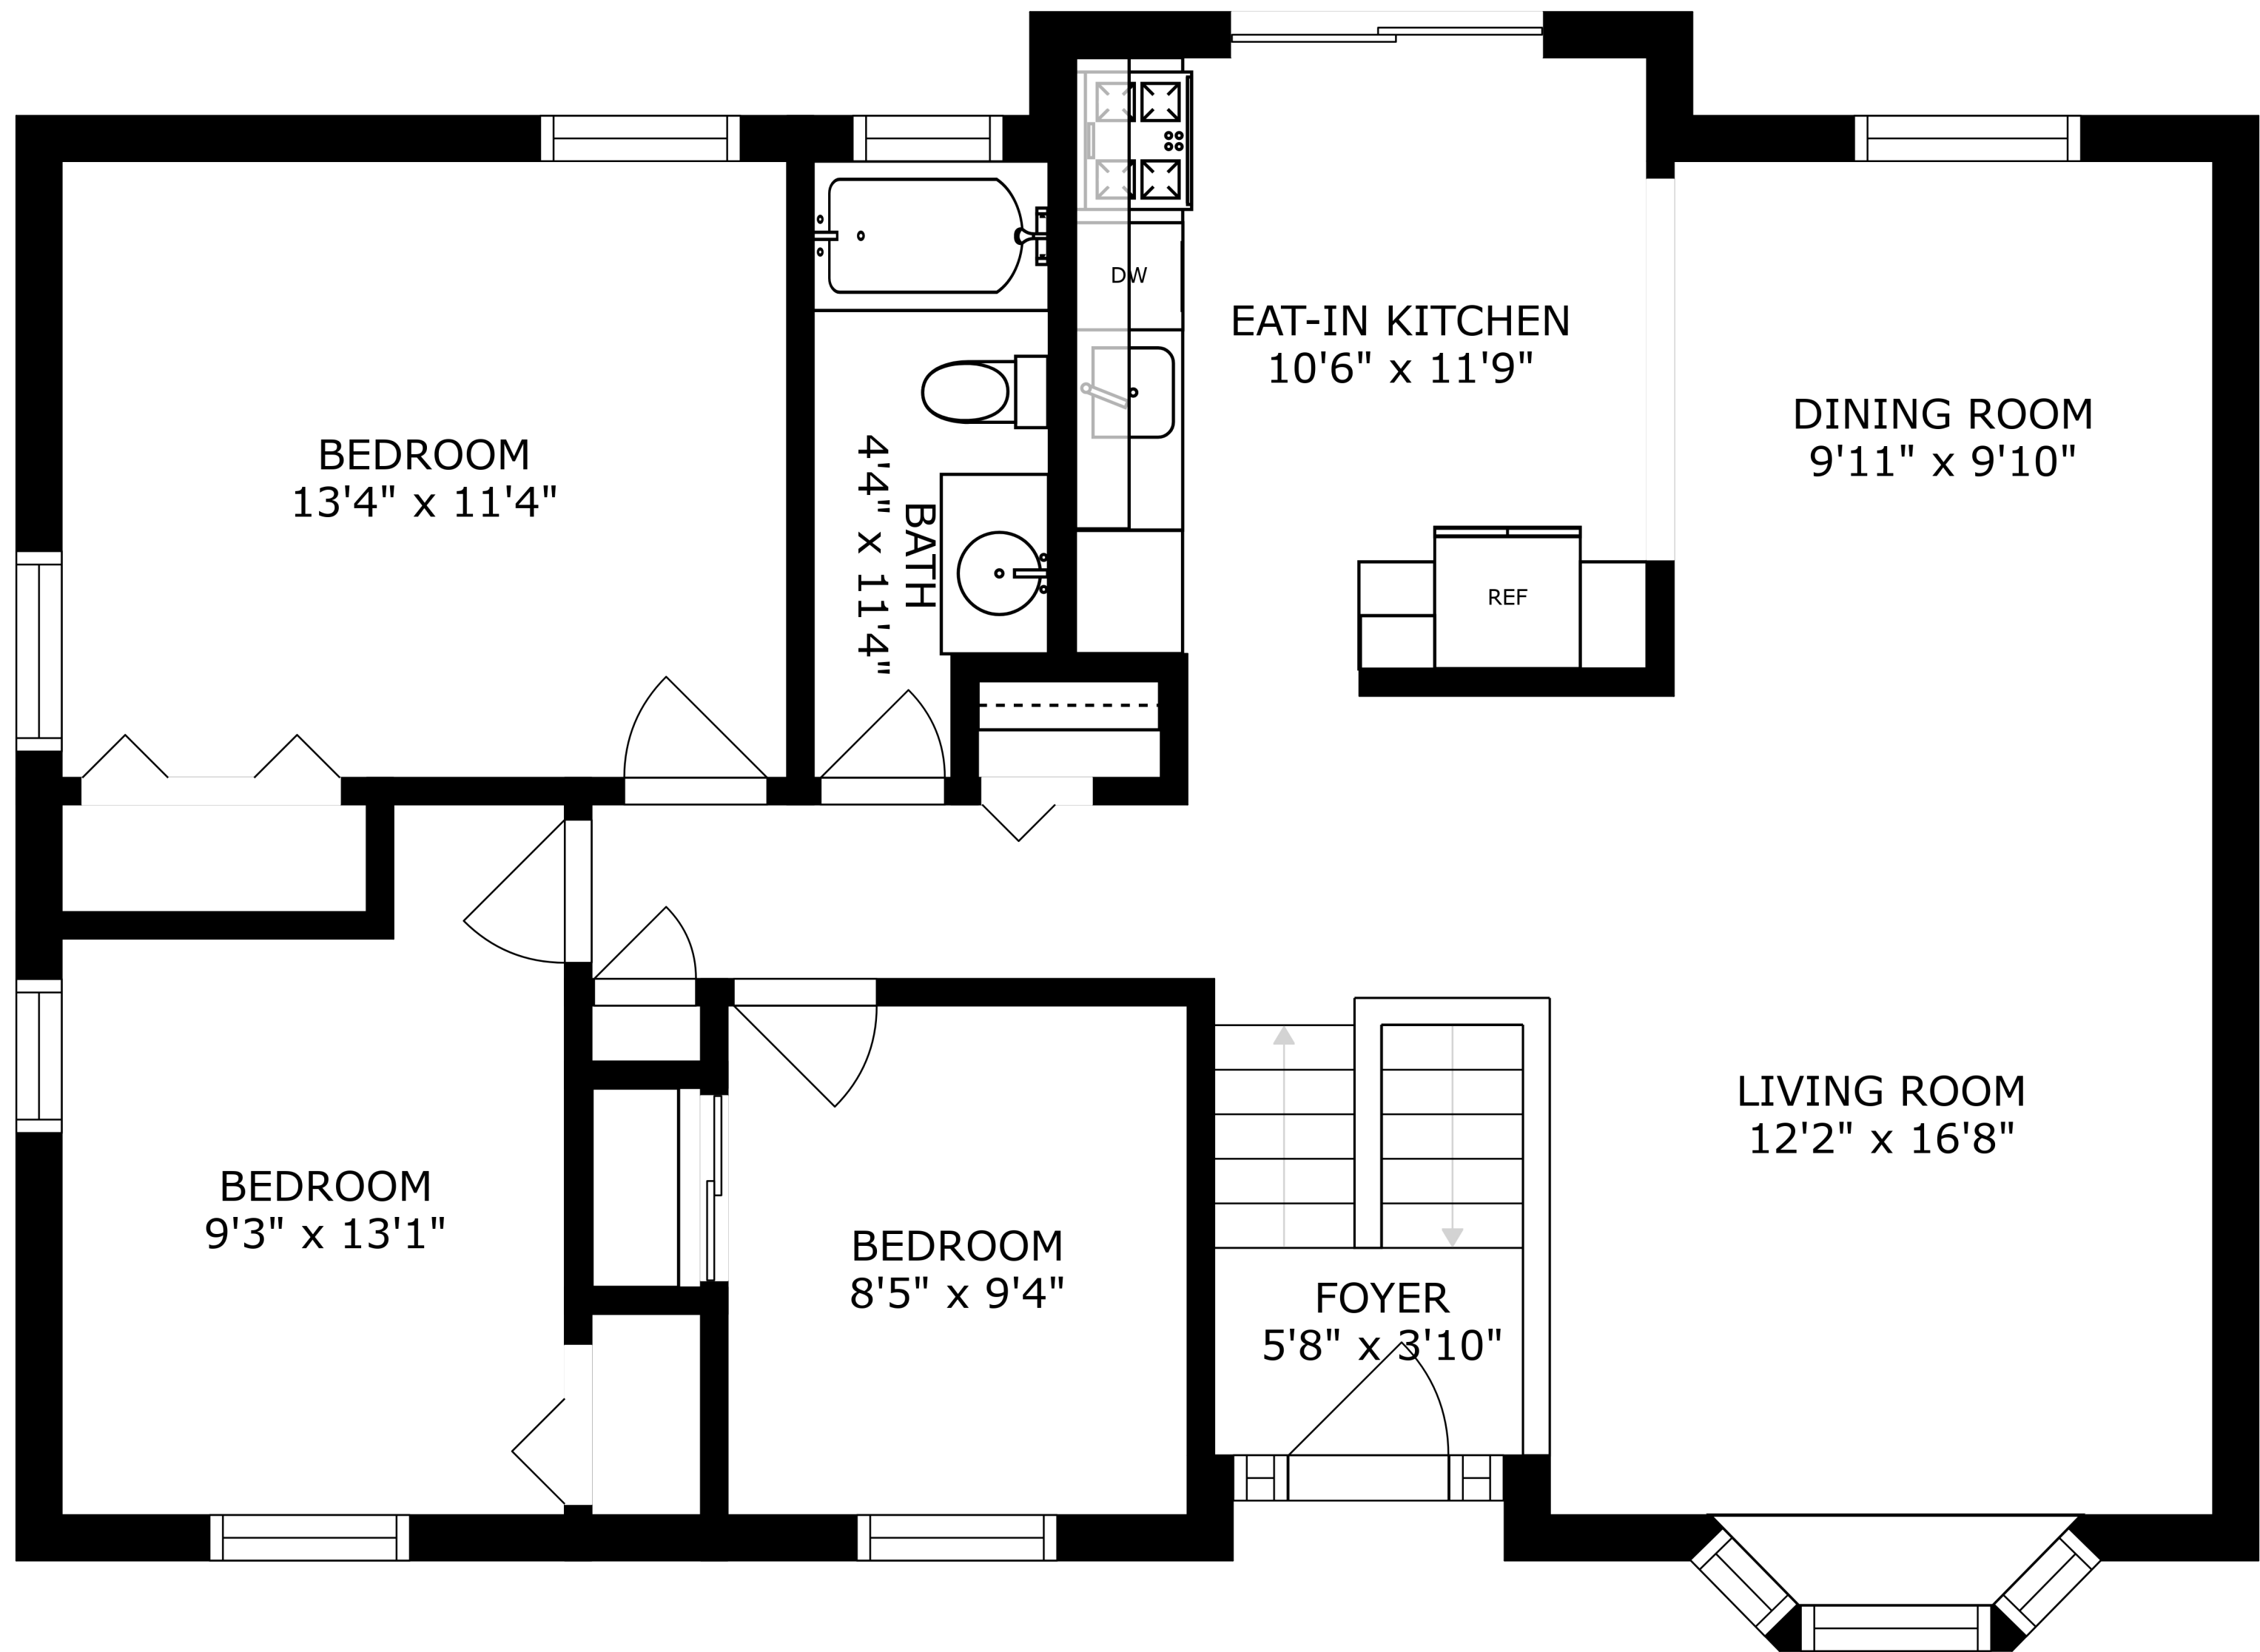 EAT-IN KITCHEN
10'6" x 11'9"
DW
REF
DINING ROOM
9'11" x 9'10"
BEDROOM
13'4" x 11'4"
BATH
4'4" x 11'4"
LIVING ROOM
12'2" x 16'8"
BEDROOM
9'3" x 13'1"
BEDROOM
8'5" x 9'4"
FOYER
5'8" x 3'10"